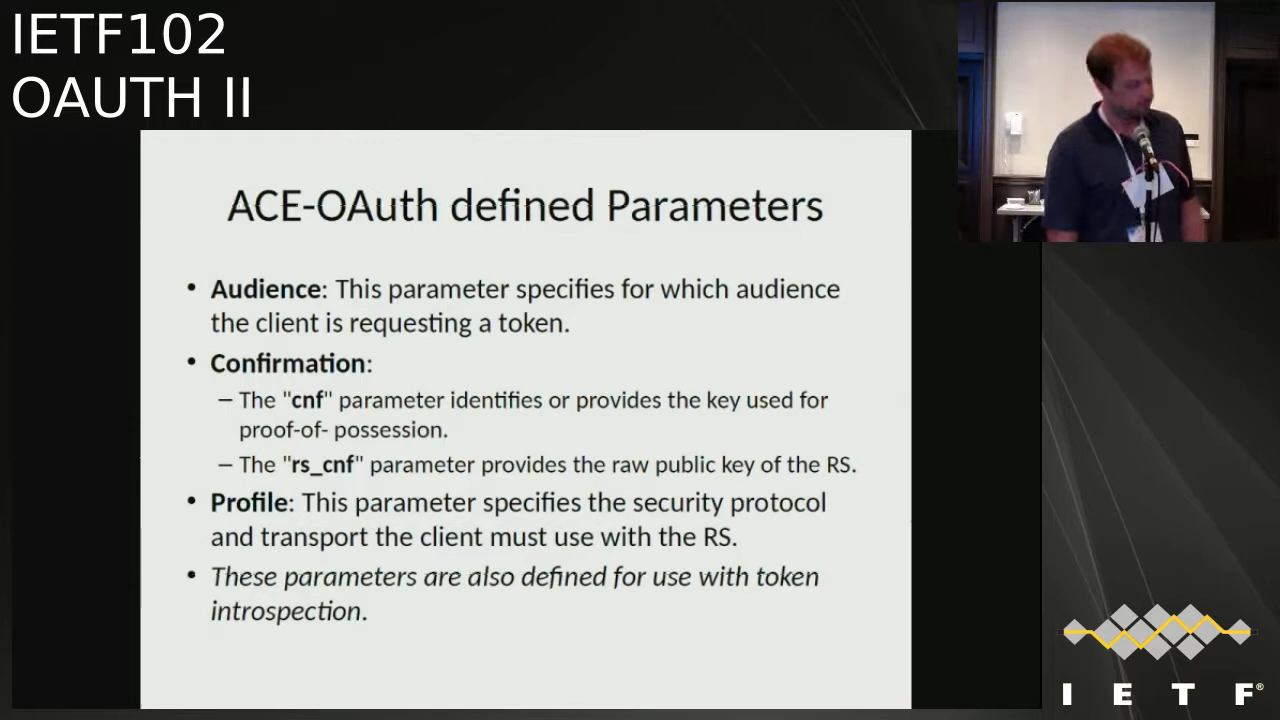 IETF102
OAUTH II
ACE-OAuth defined Parameters
• Audience: This parameter specifies for which audience
the client is requesting a token.
• Confirmation:
– The "cnf" parameter identifies or provides the key used for
proof-of- possession.
– The "rs_cnf" parameter provides the raw public key of the RS.
• Profile: This parameter specifies the security protocol
and transport the client must use with the RS.
• These parameters are also defined for use with token
introspection.
I E T F®